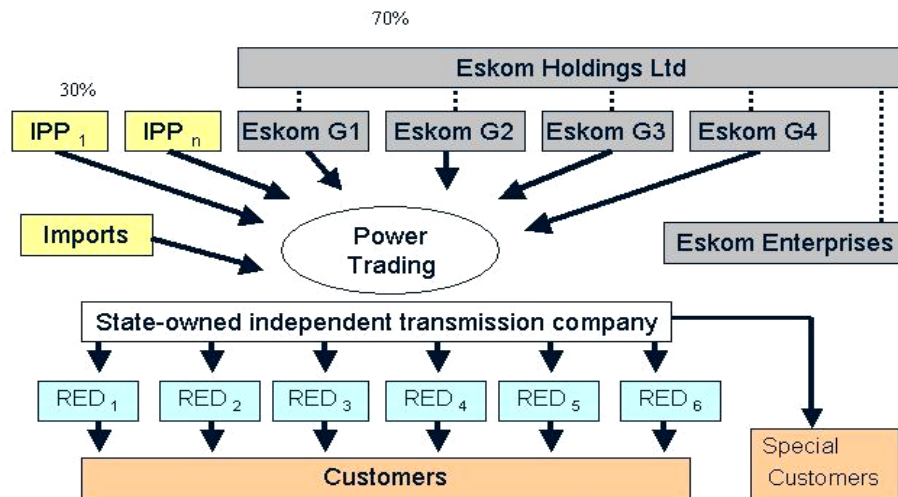 70%
Eskom Holdings Ltd
30%
IPP 1
IPP n
Eskom G1
Eskom G2
Eskom G3
Eskom G4
Imports
Power
Trading
Eskom Enterprises
State-owned independent transmission company
RED 1
RED 2
RED 3
RED 4
RED 5
RED 6
Customers
Special
Customers